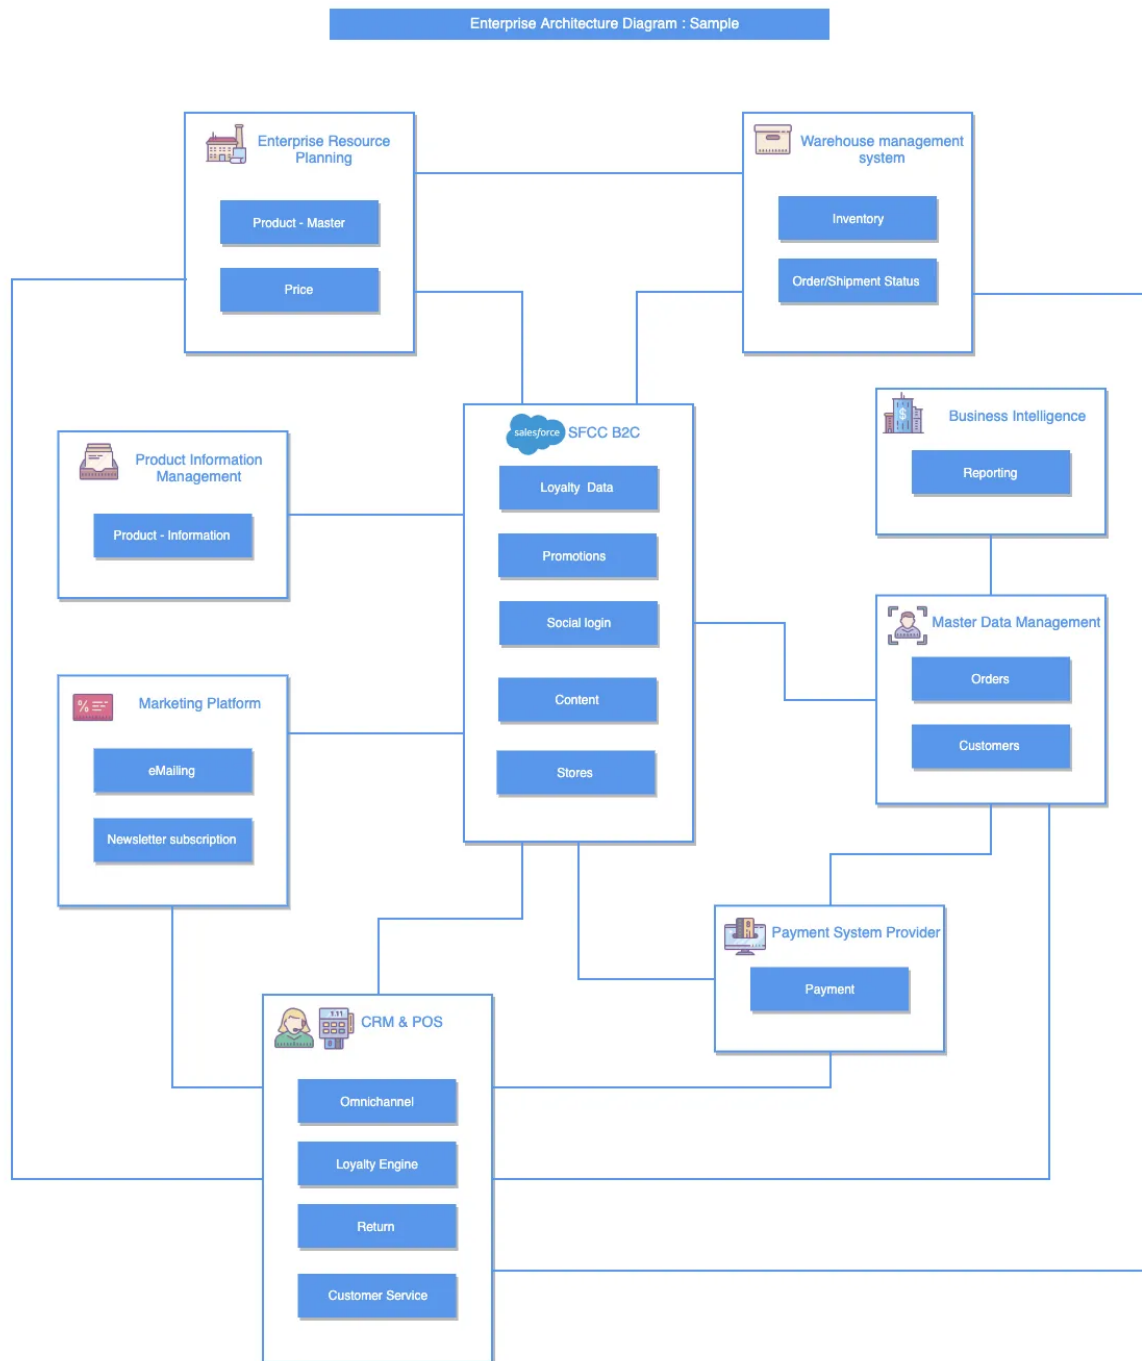 Enterprise Architecture Diagram : Sample
Enterprise Resource
Planning
Product - Master
Price
Warehouse management
system
Inventory
Order/Shipment Status
salesforce SFCC B2C
Loyalty Data
Promotions
Social login
Content
Stores
Business Intelligence
$
Reporting
Product Information
Management
Product - Information
Master Data Management
Orders
Customers
Marketing Platform
%
eMailing
Newsletter subscription
Payment System Provider
Payment
CRM & POS
1.11
Omnichannel
Loyalty Engine
Return
Customer Service